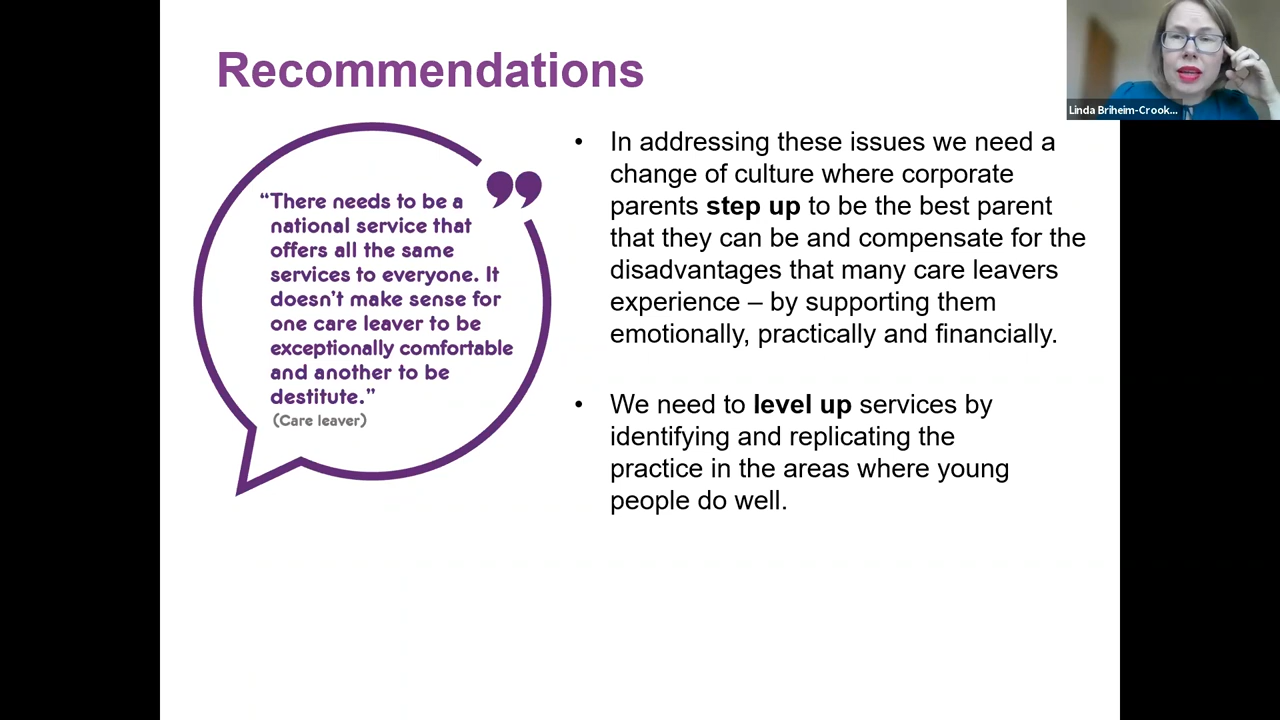 Recommendations
Linda Briheim-Crook...
”
“There needs to be a
national service that
offers all the same
services to everyone. It
doesn’t make sense for
one care leaver to be
exceptionally comfortable
and another to be
destitute.”
(Care leaver)
• In addressing these issues we need a
change of culture where corporate
parents step up to be the best parent
that they can be and compensate for the
disadvantages that many care leavers
experience – by supporting them
emotionally, practically and financially.
• We need to level up services by
identifying and replicating the
practice in the areas where young
people do well.